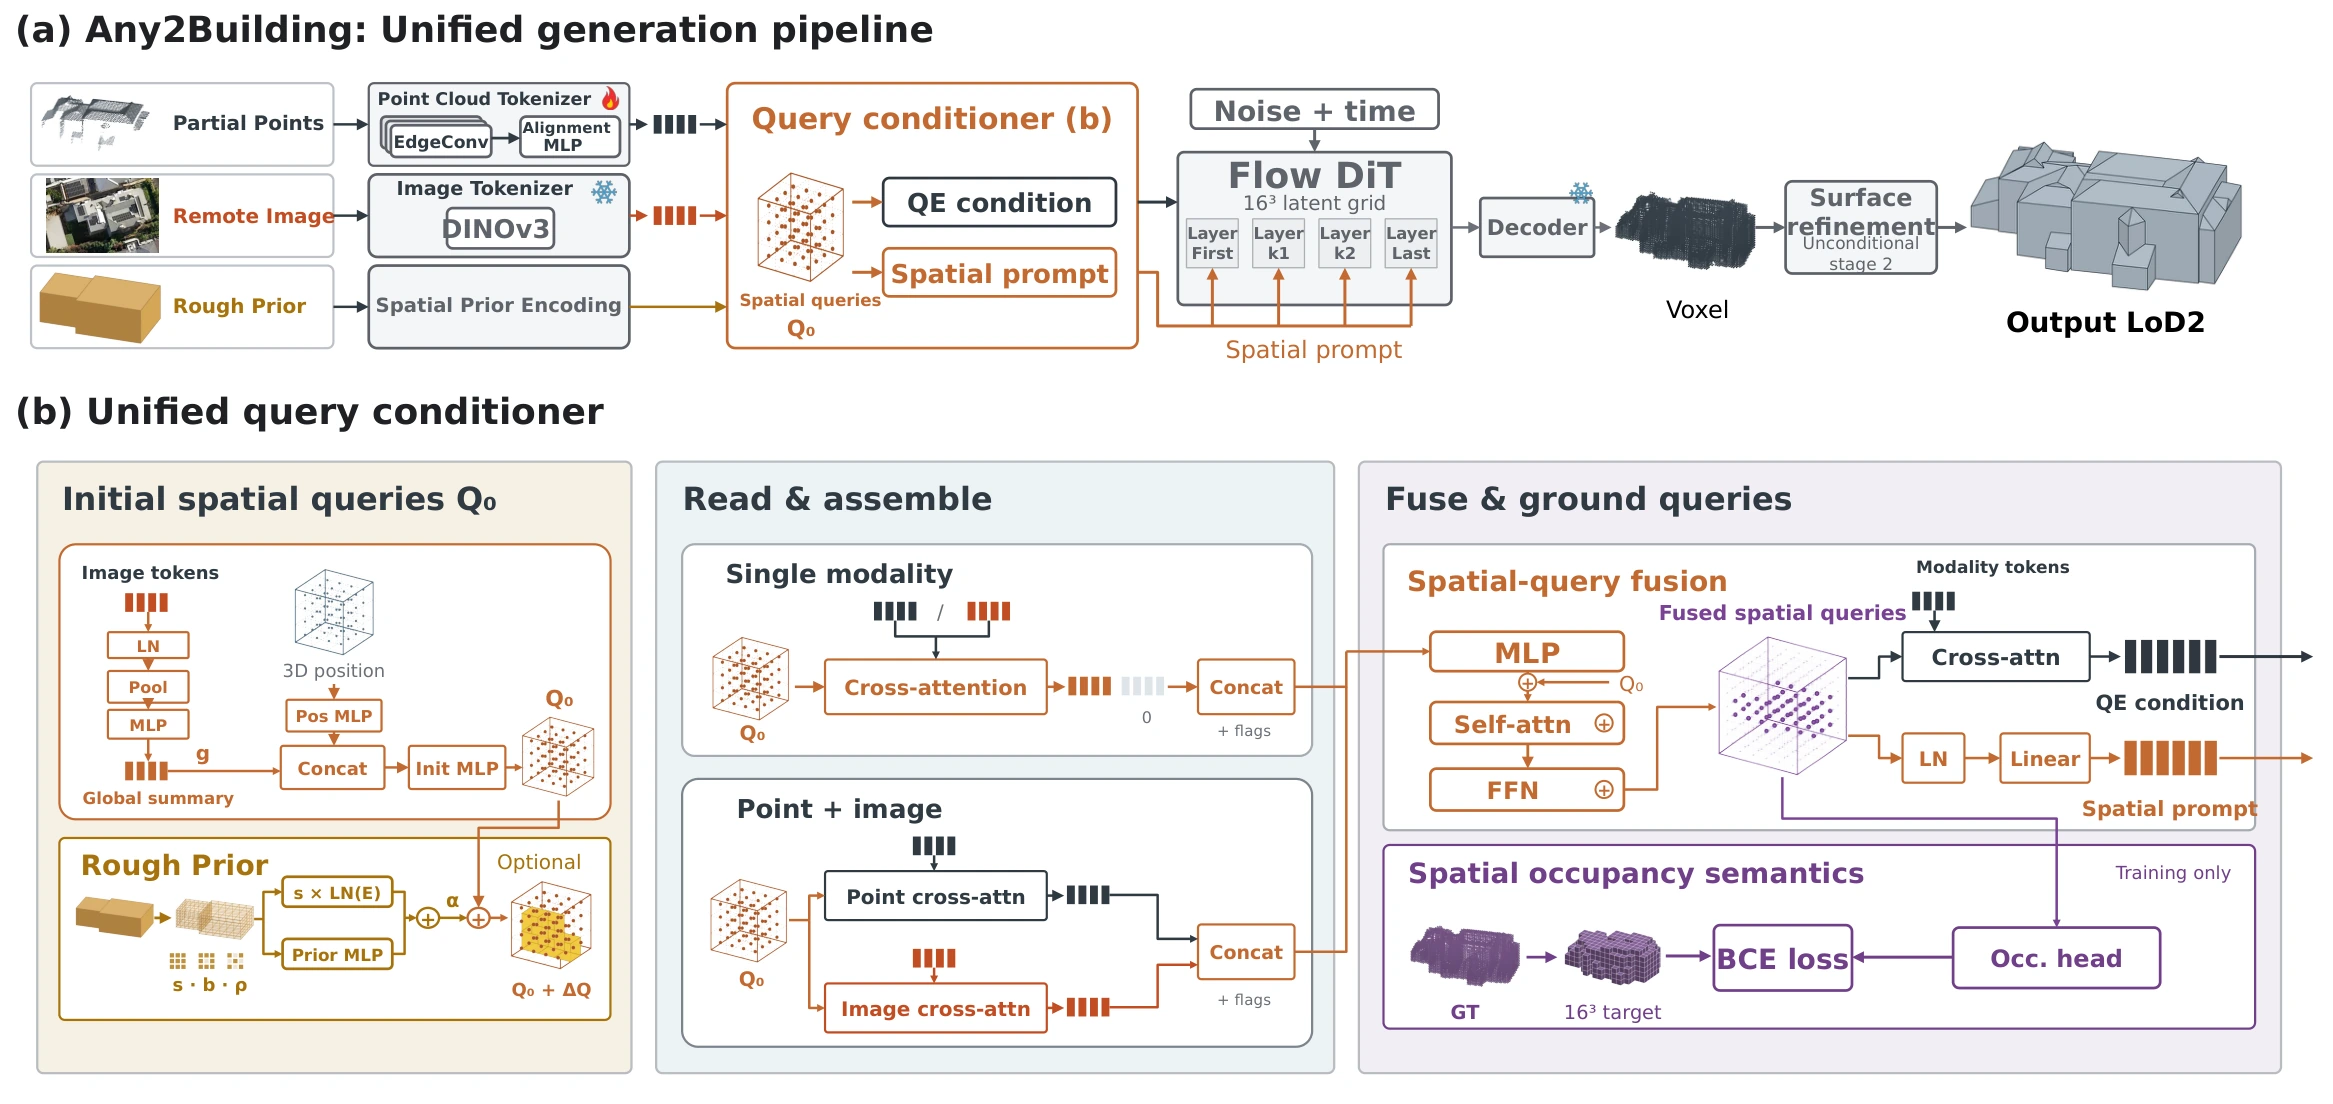 (a) Any2Building: Unified generation pipeline
Partial Points
Point Cloud Tokenizer
EdgeConv
Alignment
MLP
Remote Image
Image Tokenizer
DINOv3
Rough Prior
Spatial Prior Encoding
Query conditioner (b)
QE condition
Spatial prompt
Spatial queries
Q₀
Noise + time
Flow DiT
16³ latent grid
Layer
First
Layer
k1
Layer
k2
Layer
Last
Spatial prompt
Decoder
Voxel
Surface
refinement
Unconditional
stage 2
Output LoD2
(b) Unified query conditioner
Initial spatial queries Q₀
Image tokens
LN
Pool
MLP
g
Global summary
3D position
Pos MLP
Concat
Init MLP
Q₀
Rough Prior
Optional
s × LN(E)
Prior MLP
α
s · b · ρ
Q₀ + ΔQ
Read & assemble
Single modality
/
Q₀
Cross-attention
0
Concat
+ flags
Point + image
Q₀
Point cross-attn
Image cross-attn
Concat
+ flags
Fuse & ground queries
Spatial-query fusion
MLP
Q₀
Self-attn
FFN
Fused spatial queries
Modality tokens
Cross-attn
QE condition
LN
Linear
Spatial prompt
Spatial occupancy semantics
Training only
GT
16³ target
BCE loss
Occ. head